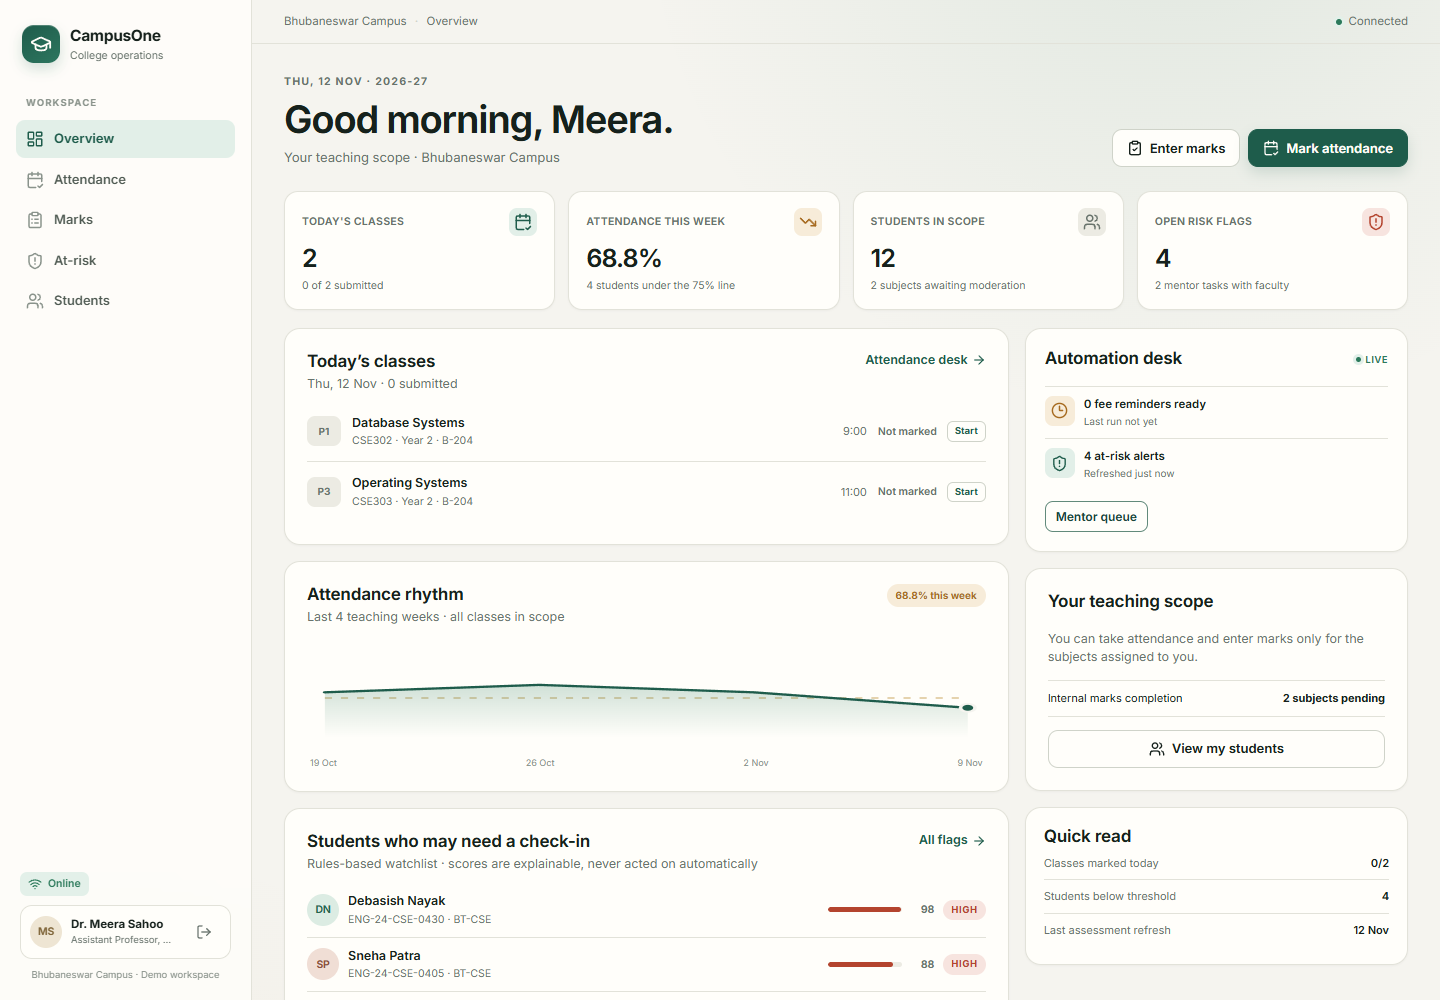 CampusOne
College operations
WORKSPACE
Overview
Attendance
Marks
At-risk
Students
Online
MS
Dr. Meera Sahoo
Assistant Professor, ...
Bhubaneswar Campus · Demo workspace
Bhubaneswar Campus · Overview
Connected
THU, 12 NOV · 2026-27
Good morning, Meera.
Your teaching scope · Bhubaneswar Campus
Enter marks
Mark attendance
TODAY'S CLASSES
2
0 of 2 submitted
ATTENDANCE THIS WEEK
68.8%
4 students under the 75% line
STUDENTS IN SCOPE
12
2 subjects awaiting moderation
OPEN RISK FLAGS
4
2 mentor tasks with faculty
Today’s classes
Attendance desk →
Thu, 12 Nov · 0 submitted
P1
Database Systems
CSE302 · Year 2 · B-204
9:00 Not marked Start
P3
Operating Systems
CSE303 · Year 2 · B-204
11:00 Not marked Start
Attendance rhythm
68.8% this week
Last 4 teaching weeks · all classes in scope
19 Oct 26 Oct 2 Nov 9 Nov
Students who may need a check-in
All flags →
Rules-based watchlist · scores are explainable, never acted on automatically
DN
Debasish Nayak
ENG-24-CSE-0430 · BT-CSE
98 HIGH
SP
Sneha Patra
ENG-24-CSE-0405 · BT-CSE
88 HIGH
Automation desk
LIVE
0 fee reminders ready
Last run not yet
4 at-risk alerts
Refreshed just now
Mentor queue
Your teaching scope
You can take attendance and enter marks only for the
subjects assigned to you.
Internal marks completion 2 subjects pending
View my students
Quick read
Classes marked today 0/2
Students below threshold 4
Last assessment refresh 12 Nov